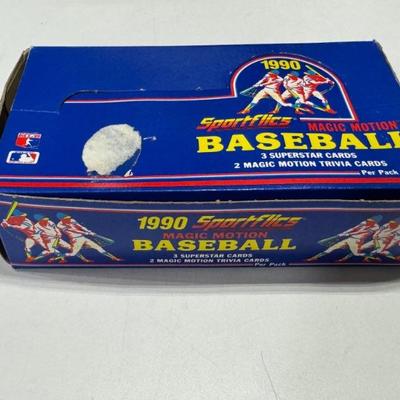 1990
Sportflics
MAGIC MOTION
BASEBALL
3 SUPERSTAR CARDS
2 MAGIC MOTION TRIVIA CARDS
Per Pack
1990 Sportflics
MAGIC MOTION
BASEBALL
3 SUPERSTAR CARDS
2 MAGIC MOTION TRIVIA CARDS
Per Pack